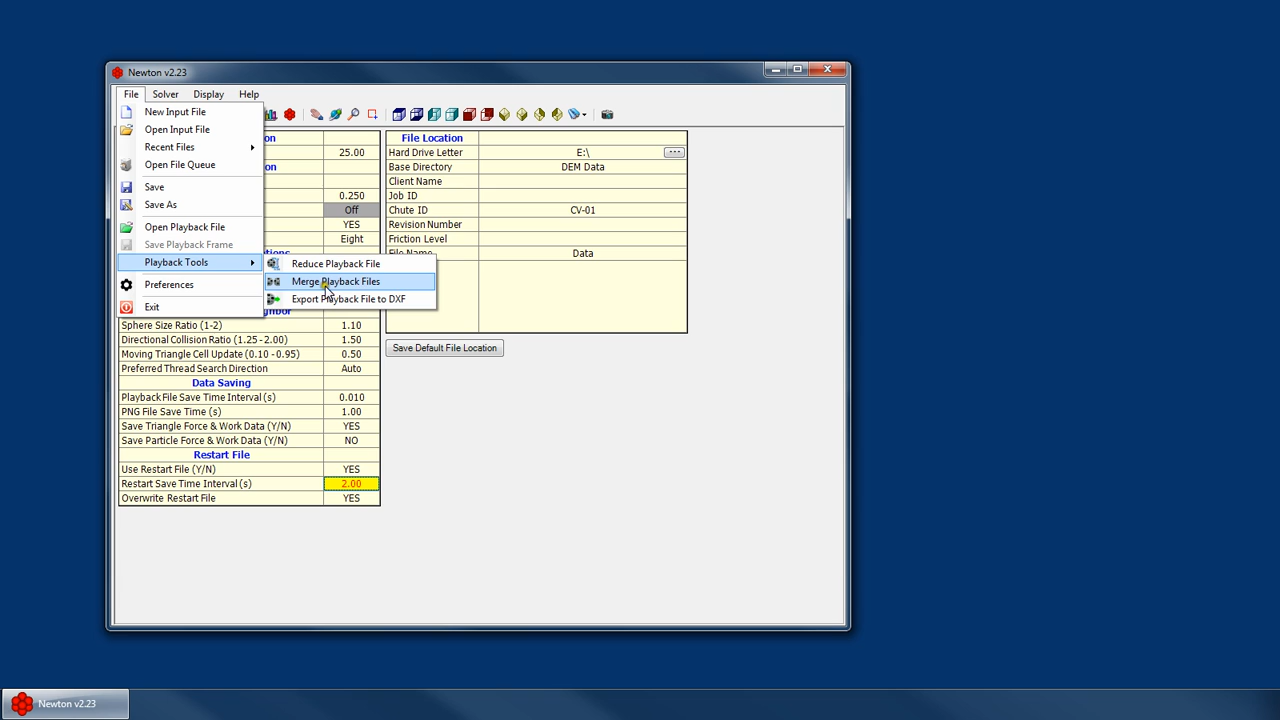 Newton v2.23
File Solver Display Help
New Input File
Open Input File
Recent Files
Open File Queue
Save
Save As
Open Playback File
Save Playback Frame
Playback Tools
Preferences
Exit
Reduce Playback File
Merge Playback Files
Export Playback File to DXF
25.00
0.250
Off
YES
Eight
Sphere Size Ratio (1-2) 1.10
Directional Collision Ratio (1.25 - 2.00) 1.50
Moving Triangle Cell Update (0.10 - 0.95) 0.50
Preferred Thread Search Direction Auto
Data Saving
Playback File Save Time Interval (s) 0.010
PNG File Save Time (s) 1.00
Save Triangle Force & Work Data (Y/N) YES
Save Particle Force & Work Data (Y/N) NO
Restart File
Use Restart File (Y/N) YES
Restart Save Time Interval (s) 2.00
Overwrite Restart File YES
File Location
Hard Drive Letter E:\ ...
Base Directory DEM Data
Client Name
Job ID
Chute ID CV-01
Revision Number
Friction Level
File Name Data
Save Default File Location
Newton v2.23